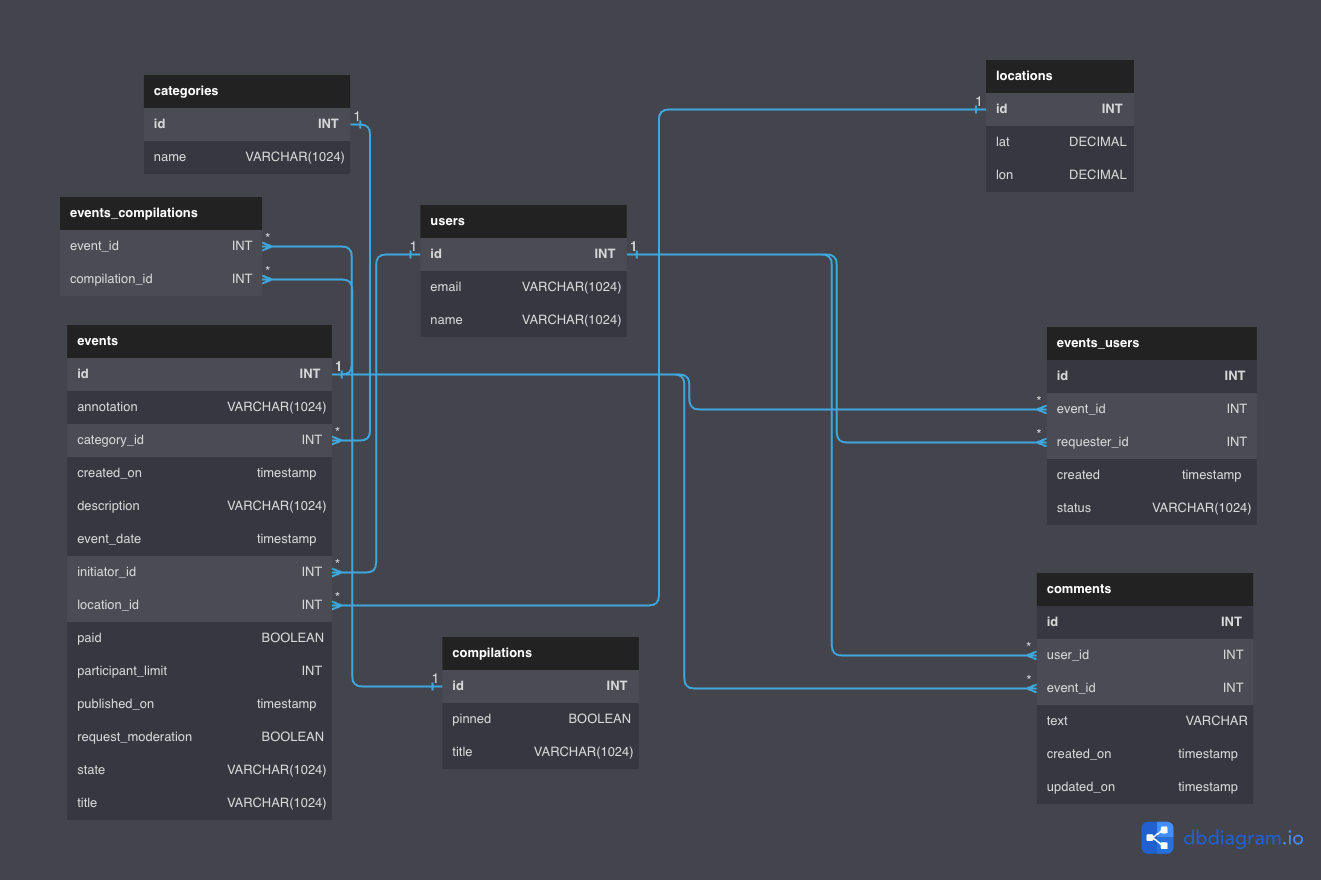 categories
id INT
name VARCHAR(1024)
1
events_compilations
event_id INT
*
compilation_id INT
*
events
id INT
1
annotation VARCHAR(1024)
category_id INT
*
created_on timestamp
description VARCHAR(1024)
event_date timestamp
initiator_id INT
*
location_id INT
*
paid BOOLEAN
participant_limit INT
published_on timestamp
request_moderation BOOLEAN
state VARCHAR(1024)
title VARCHAR(1024)
users
1
id INT
1
email VARCHAR(1024)
name VARCHAR(1024)
compilations
1
id INT
pinned BOOLEAN
title VARCHAR(1024)
locations
1
id INT
lat DECIMAL
lon DECIMAL
events_users
id INT
*
event_id INT
*
requester_id INT
created timestamp
status VARCHAR(1024)
comments
id INT
*
user_id INT
*
event_id INT
text VARCHAR
created_on timestamp
updated_on timestamp
dbdiagram.io